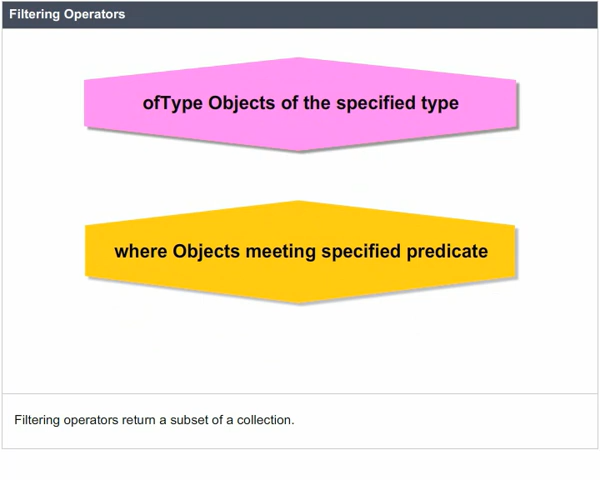 Filtering Operators
ofType Objects of the specified type
where Objects meeting specified predicate
Filtering operators return a subset of a collection.